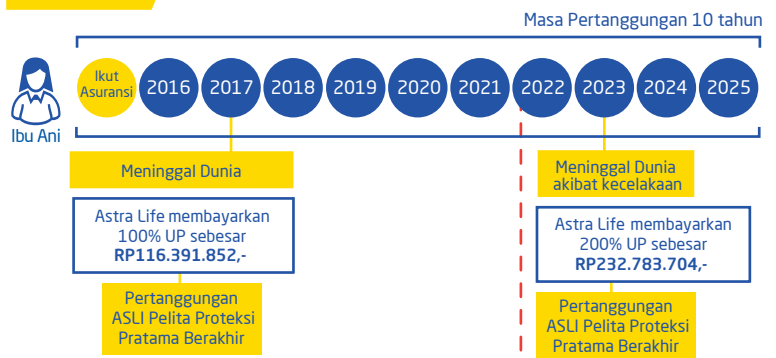 Masa Pertanggungan 10 tahun
Ikut
Asuransi
2016
2017
2018
2019
2020
2021
2022
2023
2024
2025
Ibu Ani
Meninggal Dunia
Astra Life membayarkan
100% UP sebesar
RP116.391.852,-
Pertanggungan
ASLI Pelita Proteksi
Pratama Berakhir
Meninggal Dunia
akibat kecelakaan
Astra Life membayarkan
200% UP sebesar
RP232.783.704,-
Pertanggungan
ASLI Pelita Proteksi
Pratama Berakhir